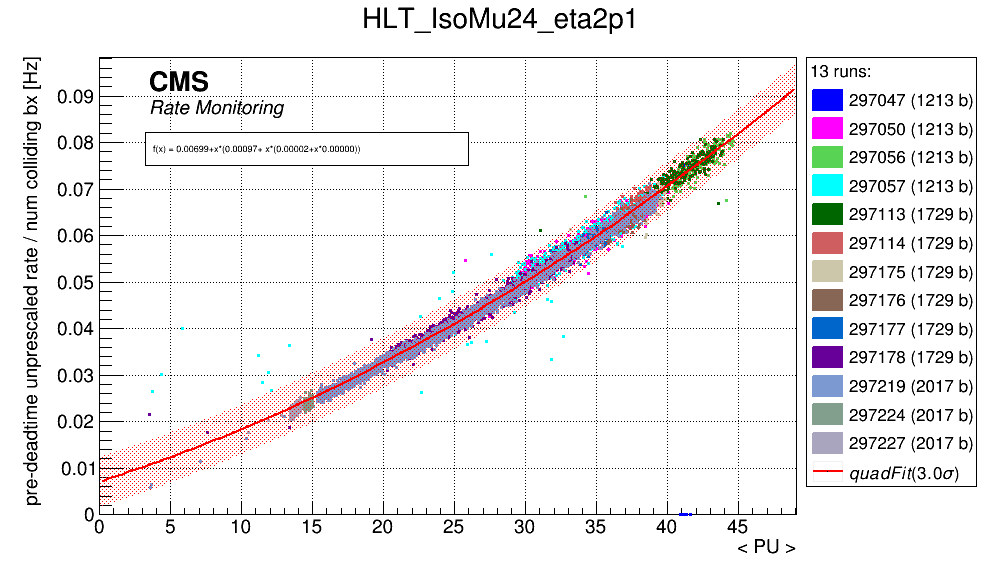 HLT_IsoMu24_eta2p1
pre-deadtime unprescaled rate / num colliding bx [Hz]
CMS
Rate Monitoring
f(x) = 0.00699+x*(0.00097+ x*(0.00002+x*0.00000))
0.09
0.08
0.07
0.06
0.05
0.04
0.03
0.02
0.01
0
0 5 10 15 20 25 30 35 40 45
< PU >
13 runs:
297047 (1213 b)
297050 (1213 b)
297056 (1213 b)
297057 (1213 b)
297113 (1729 b)
297114 (1729 b)
297175 (1729 b)
297176 (1729 b)
297177 (1729 b)
297178 (1729 b)
297219 (2017 b)
297224 (2017 b)
297227 (2017 b)
quadFit(3.0σ)